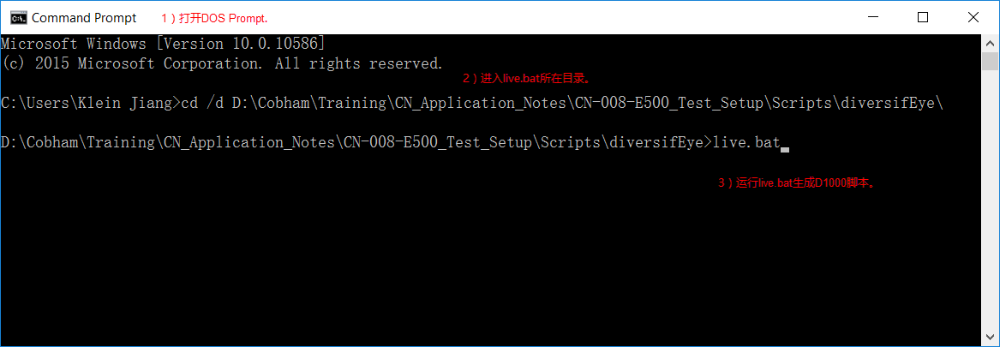 Command Prompt 1）打开DOS Prompt.
Microsoft Windows [Version 10.0.10586]
(c) 2015 Microsoft Corporation. All rights reserved.
2）进入live.bat所在目录。
C:\Users\Klein Jiang>cd /d D:\Cobham\Training\CN_Application_Notes\CN-008-E500_Test_Setup\Scripts\diversifEye\
D:\Cobham\Training\CN_Application_Notes\CN-008-E500_Test_Setup\Scripts\diversifEye>live.bat
3）运行live.bat生成D1000脚本。